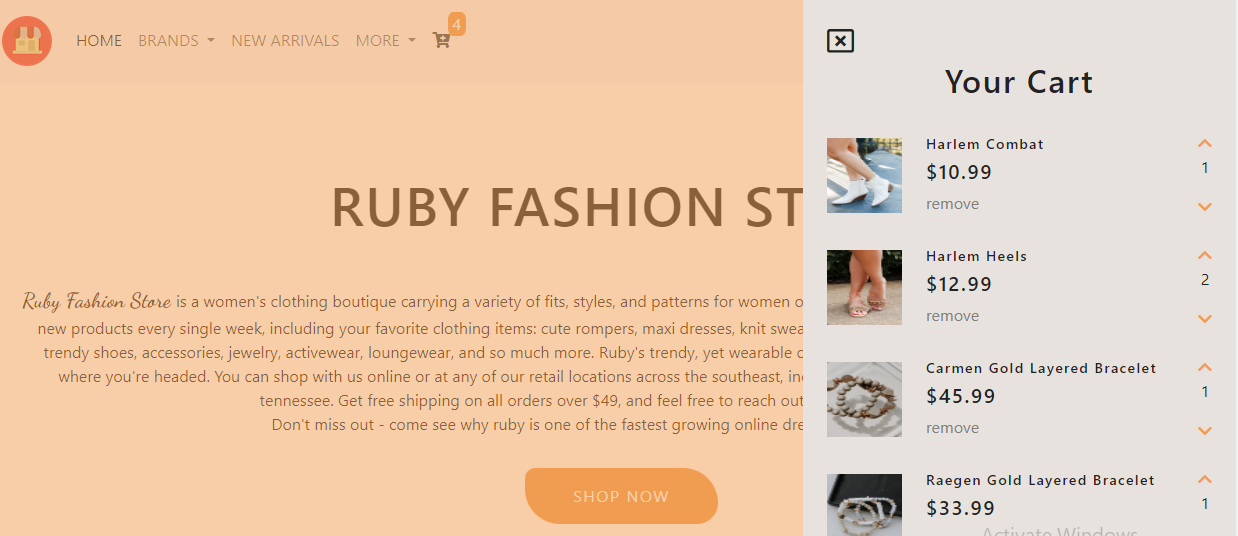 HOME BRANDS NEW ARRIVALS MORE 4
RUBY FASHION ST
Ruby Fashion Store is a women's clothing boutique carrying a variety of fits, styles, and patterns for women o
new products every single week, including your favorite clothing items: cute rompers, maxi dresses, knit swea
trendy shoes, accessories, jewelry, activewear, loungewear, and so much more. Ruby's trendy, yet wearable c
where you're headed. You can shop with us online or at any of our retail locations across the southeast, inc
tennessee. Get free shipping on all orders over $49, and feel free to reach out
Don't miss out - come see why ruby is one of the fastest growing online dre
SHOP NOW
Your Cart
Harlem Combat
$10.99
1
remove
Harlem Heels
$12.99
2
remove
Carmen Gold Layered Bracelet
$45.99
1
remove
Raegen Gold Layered Bracelet
$33.99
1
Activate Windows